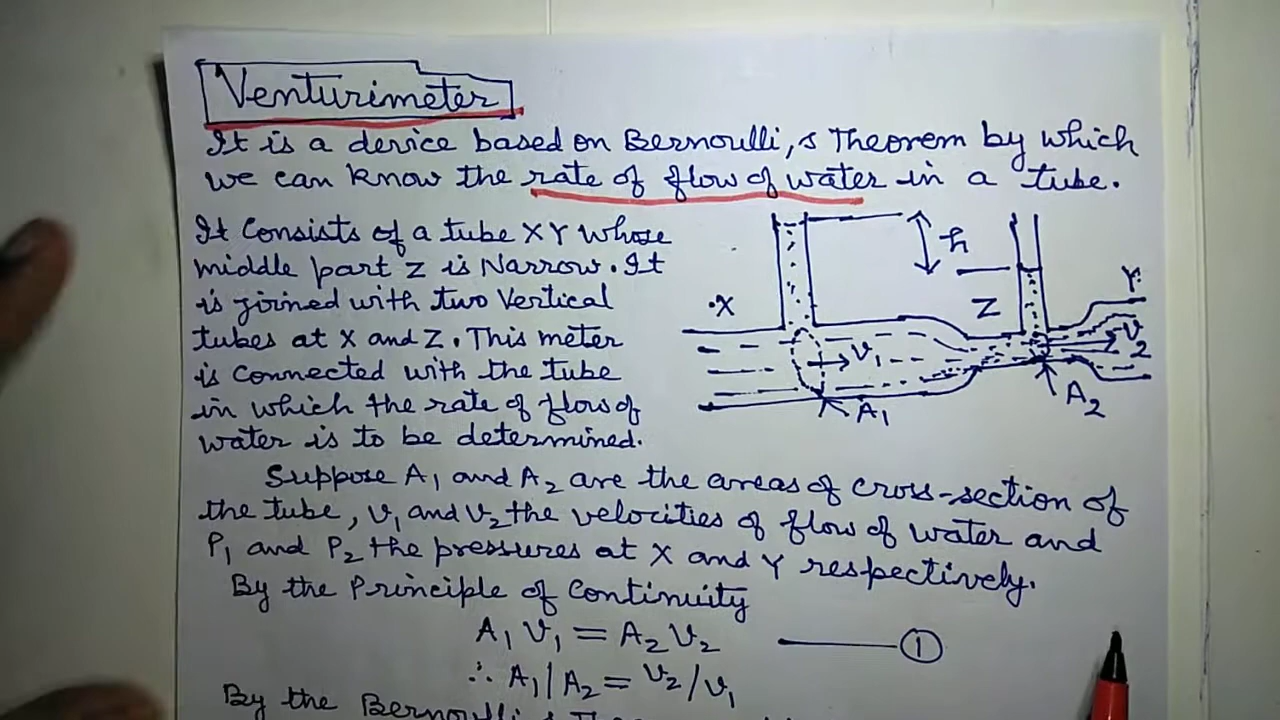 Venturimeter
It is a device based on Bernoulli,s Theorem by which
we can know the rate of flow of water in a tube.
It Consists of a tube XY whose
middle part Z is Narrow. It
is joined with two Vertical
tubes at X and Z. This meter
is connected with the tube
in which the rate of flow of
water is to be determined.
h
X
Z
Y
V1
V2
A1
A2
Suppose A1 and A2 are the areas of cross-section of
the tube, V1 and V2 the velocities of flow of water and
P1 and P2 the pressures at X and Y respectively.
By the Principle of Continuity
A1 V1 = A2 V2 ——— ①
∴ A1/A2 = V2/V1
By the Bernoulli,s